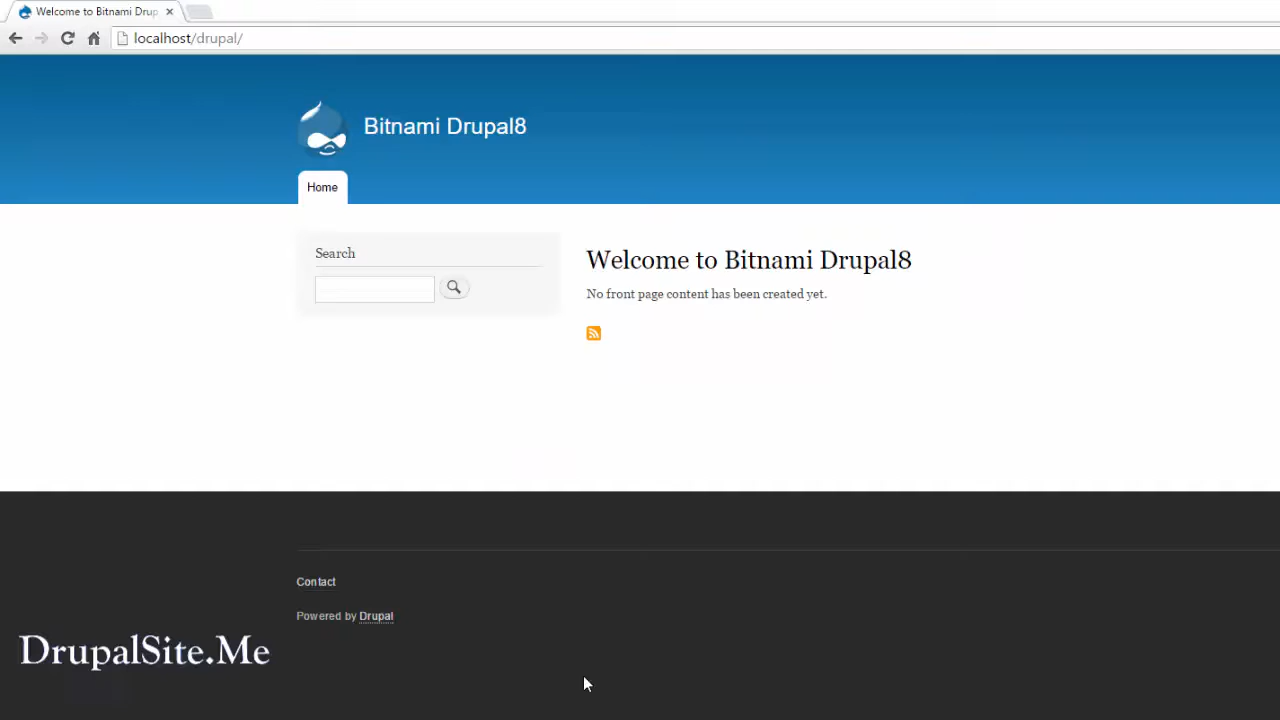 Welcome to Bitnami Drup
localhost/drupal/
Bitnami Drupal8
Home
Search
Welcome to Bitnami Drupal8
No front page content has been created yet.
Contact
Powered by Drupal
DrupalSite.Me